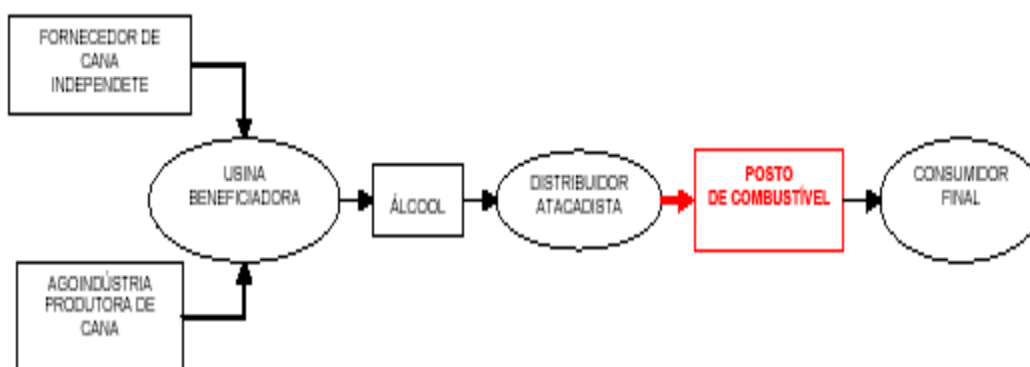 FORNECEDOR DE
CANA
INDEPENDETE
USINA
BENEFICIADORA
ÁLCOOL
DISTRIBUIDOR
ATACADISTA
POSTO
DE COMBUSTÍVEL
CONSUMIDOR
FINAL
AGOINDÚSTRIA
PRODUTORA DE
CANA